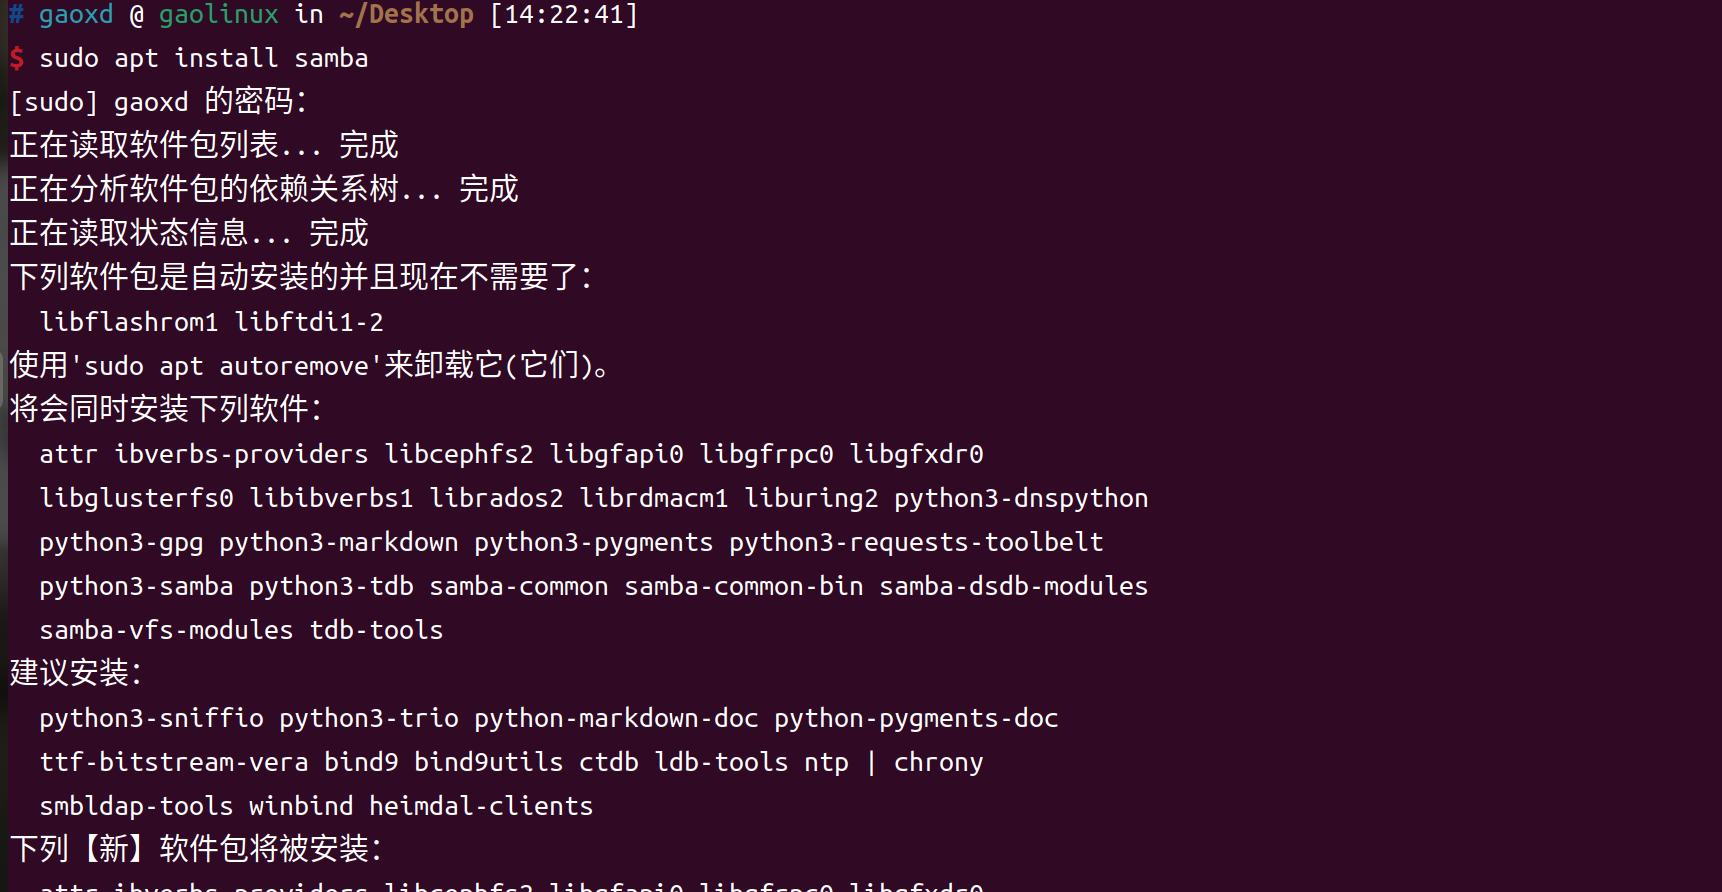 # gaoxd @ gaolinux in ~/Desktop [14:22:41]
$ sudo apt install samba
[sudo] gaoxd 的密码：
正在读取软件包列表... 完成
正在分析软件包的依赖关系树... 完成
正在读取状态信息... 完成
下列软件包是自动安装的并且现在不需要了：
  libflashrom1 libftdi1-2
使用'sudo apt autoremove'来卸载它(它们)。
将会同时安装下列软件：
  attr ibverbs-providers libcephfs2 libgfapi0 libgfrpc0 libgfxdr0
  libglusterfs0 libibverbs1 librados2 librdmacm1 liburing2 python3-dnspython
  python3-gpg python3-markdown python3-pygments python3-requests-toolbelt
  python3-samba python3-tdb samba-common samba-common-bin samba-dsdb-modules
  samba-vfs-modules tdb-tools
建议安装：
  python3-sniffio python3-trio python-markdown-doc python-pygments-doc
  ttf-bitstream-vera bind9 bind9utils ctdb ldb-tools ntp | chrony
  smbldap-tools winbind heimdal-clients
下列【新】软件包将被安装：
  attr ibverbs-providers libcephfs2 libgfapi0 libgfrpc0 libgfxdr0